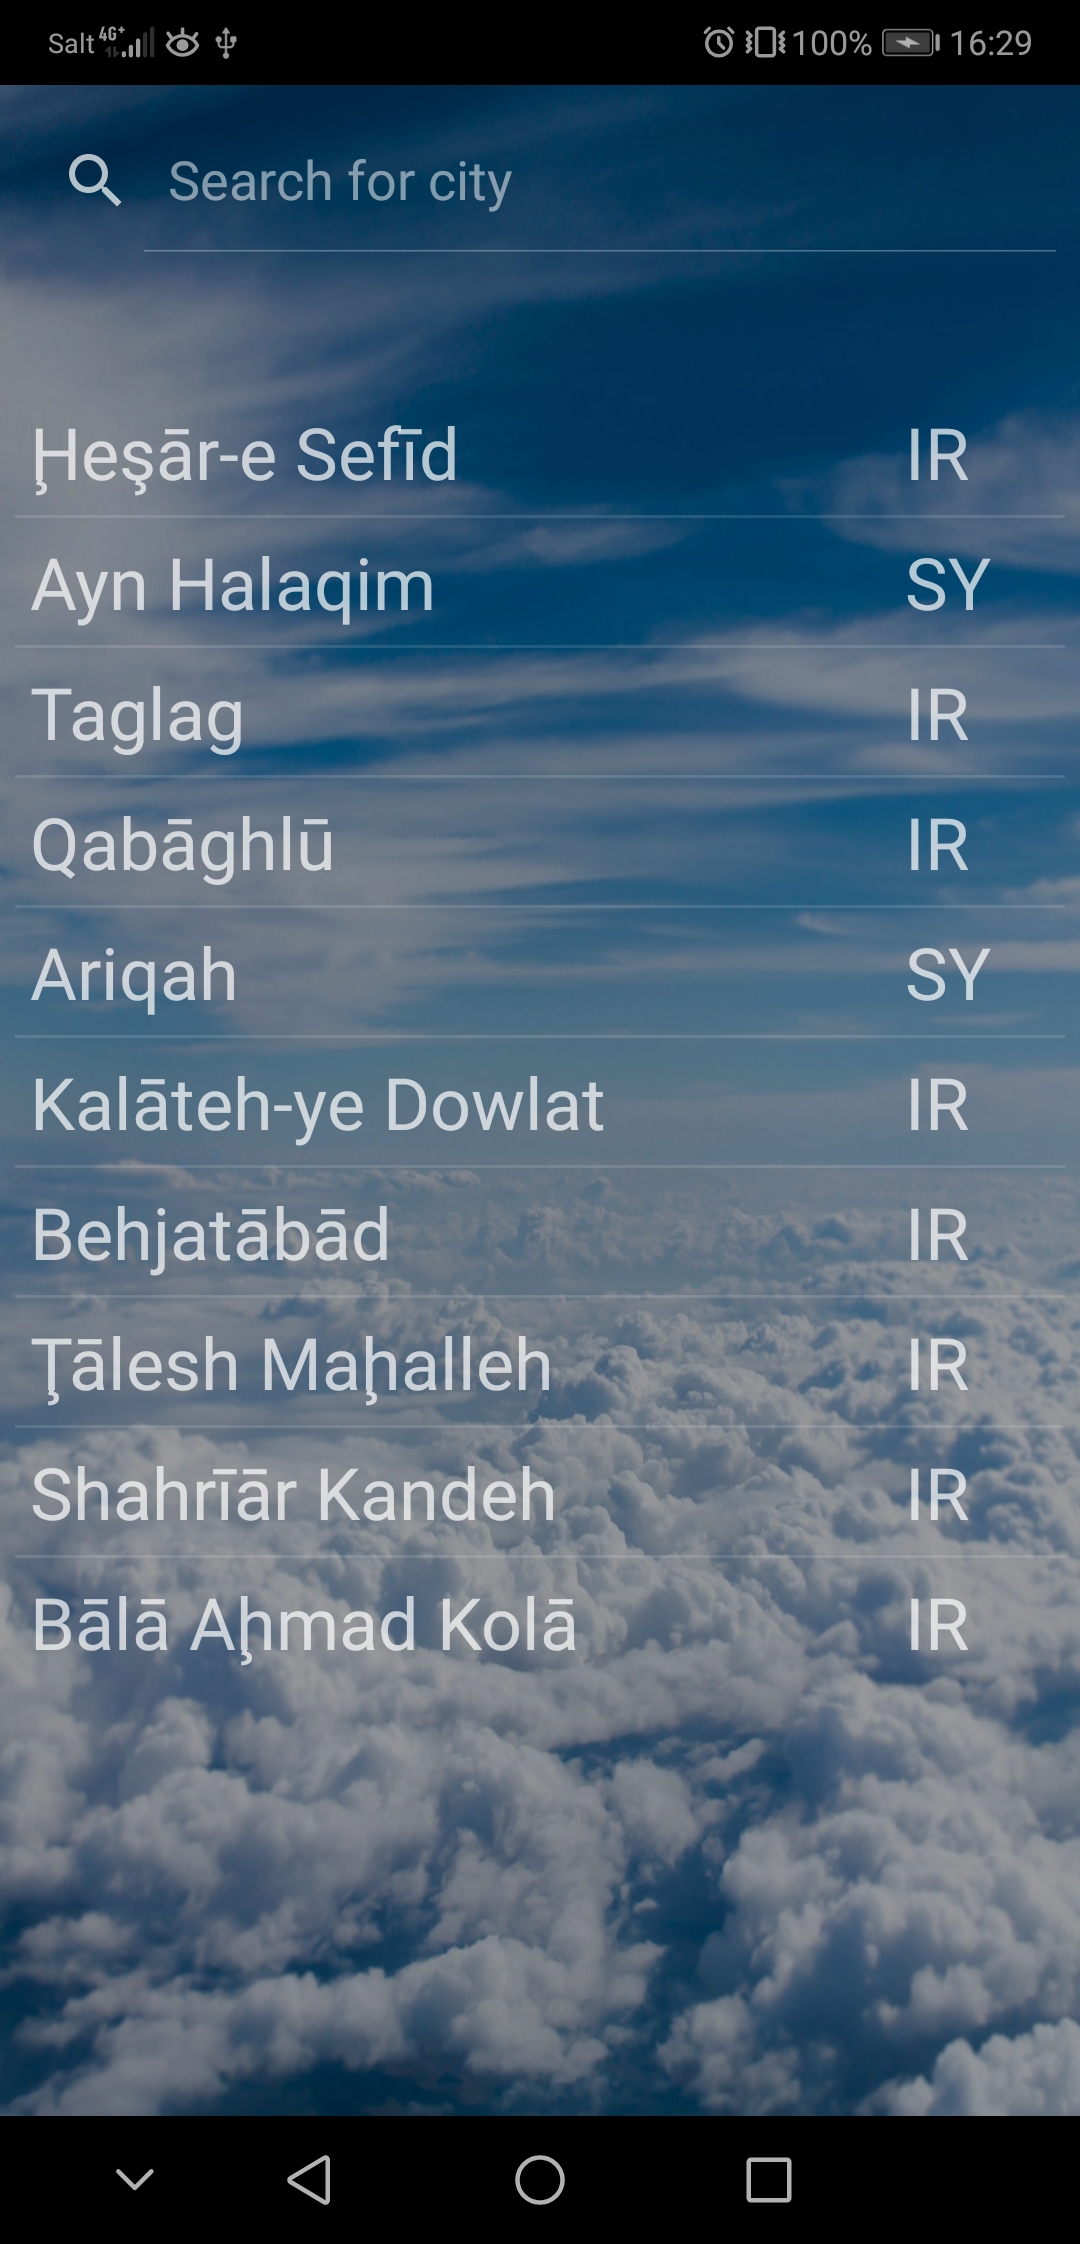 Salt 4G+ 100% 16:29
Search for city
Ḩeşār-e Sefīd IR
Ayn Halaqim SY
Taglag IR
Qabāghlū IR
Ariqah SY
Kalāteh-ye Dowlat IR
Behjatābād IR
Ţālesh Maḩalleh IR
Shahrīār Kandeh IR
Bālā Aḩmad Kolā IR